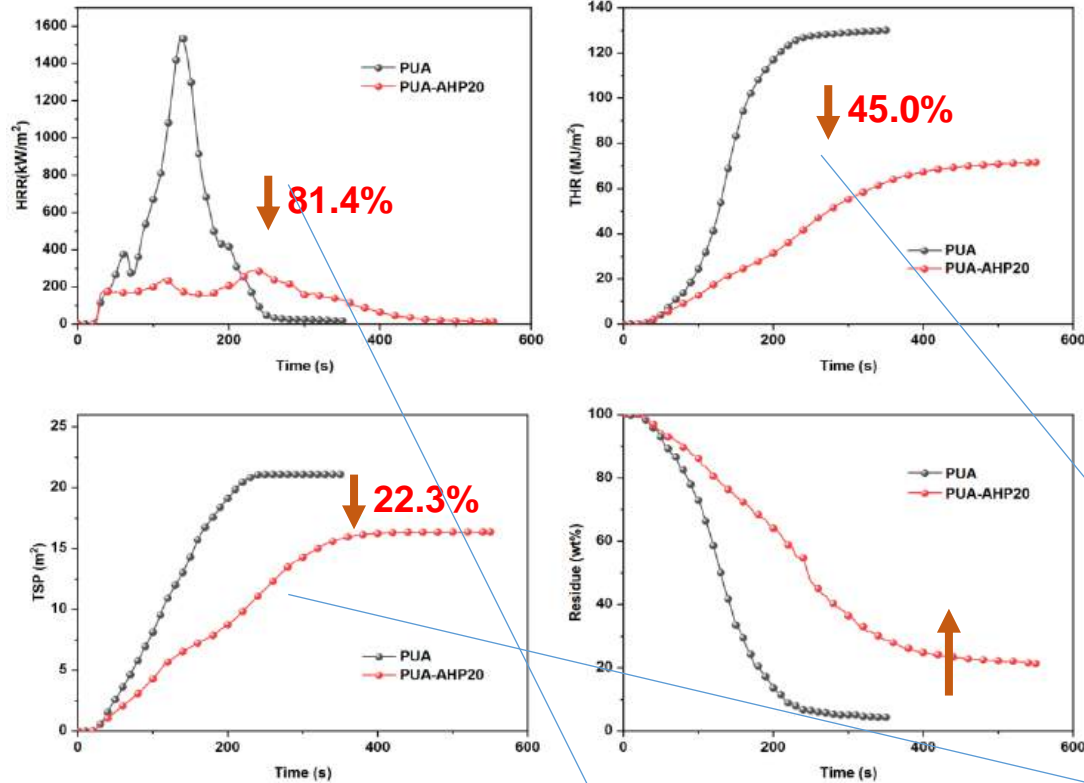 1600
1400
1200
1000
800
600
400
200
0
HRR(kW/m²)
PUA
PUA-AHP20
81.4%
0 200 400 600
Time (s)
140
120
100
80
60
40
20
0
THR (MJ/m²)
45.0%
PUA
PUA-AHP20
0 200 400 600
Time (s)
25
20
15
10
5
0
TSP (m²)
22.3%
PUA
PUA-AHP20
0 200 400 600
Time (s)
100
80
60
40
20
0
Residue (wt%)
PUA
PUA-AHP20
0 200 400 600
Time (s)